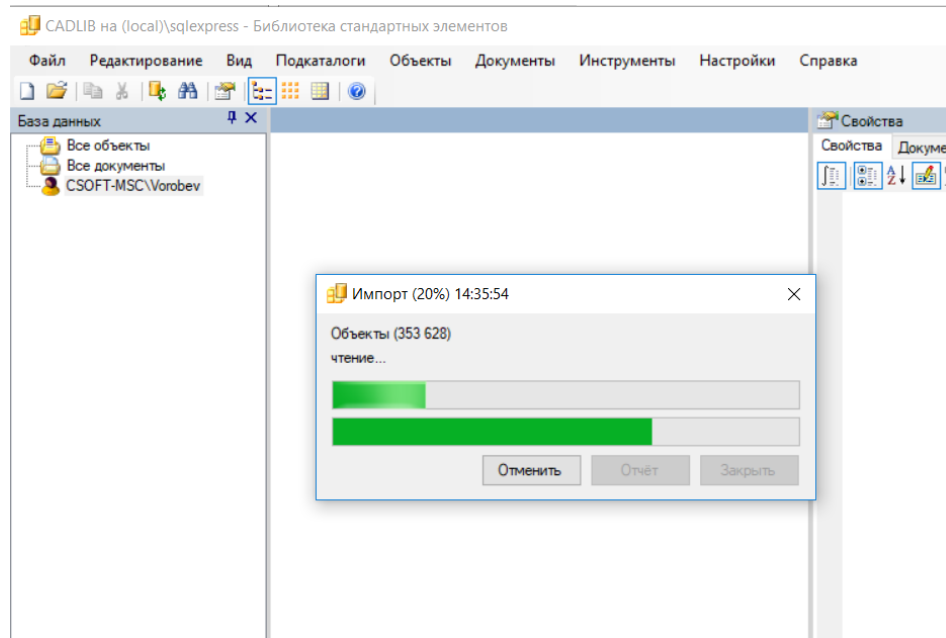 CADLIB на (local)\sqlexpress - Библиотека стандартных элементов
Файл Редактирование Вид Подкаталоги Объекты Документы Инструменты Настройки Справка
База данных
Все объекты
Все документы
CSOFT-MSC\Vorobev
Свойства
Свойства Докуме
Импорт (20%) 14:35:54
Объекты (353 628)
чтение...
Отменить Отчёт Закрыть